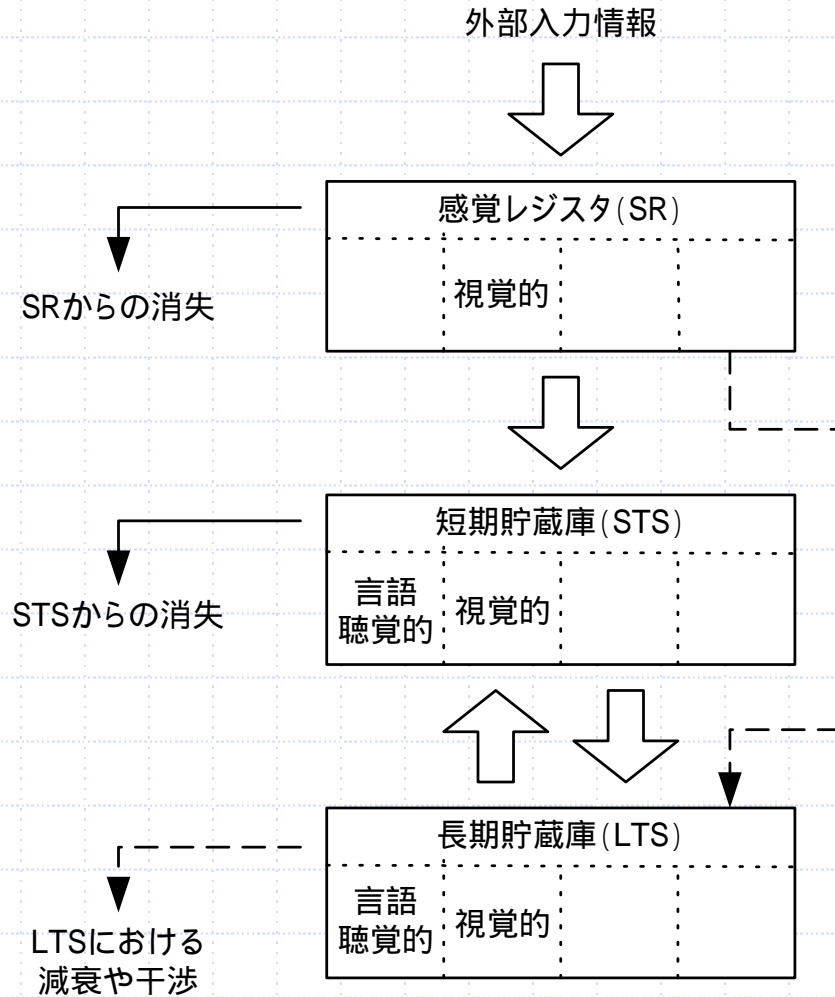 外部入力情報
感覚レジスタ(SR)
視覚的
SRからの消失
短期貯蔵庫(STS)
言語
聴覚的
視覚的
STSからの消失
長期貯蔵庫(LTS)
言語
聴覚的
視覚的
LTSにおける
減衰や干渉